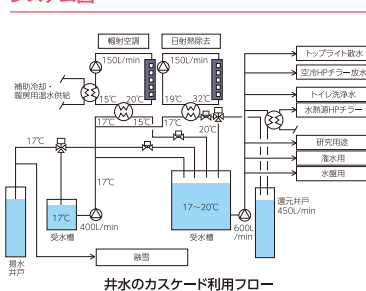 輻射空調
日射熱除去
150L/min
150L/min
補助冷却・
暖房用温水供給
15℃
20℃
19℃
32℃
17℃
15℃
17℃
20℃
17℃
17℃
17℃
17〜20℃
400L/min
600L
/min
受水槽
受水槽
揚水
井戸
融雪
還元井戸
450L/min
トップライト散水
空冷HPチラー放水
トイレ洗浄水
水熱源HPチラー
研究用途
潅水用
水盤用
井水のカスケード利用フロー